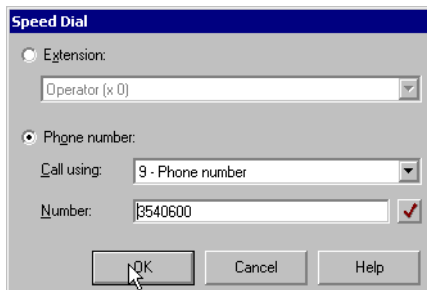 Speed Dial
Extension:
Operator (x 0)
Phone number:
Call using: 9 - Phone number
Number: 3540600
OK Cancel Help